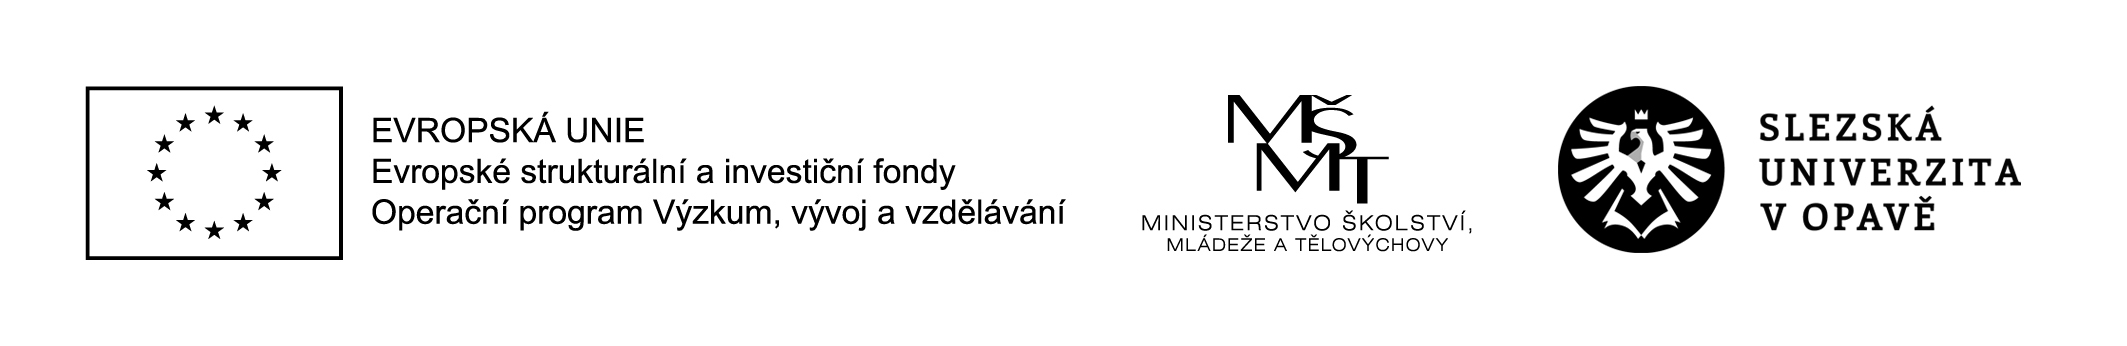 EVROPSKÁ UNIE
Evropské strukturální a investiční fondy
Operační program Výzkum, vývoj a vzdělávání
MŠMT
MINISTERSTVO ŠKOLSTVÍ,
MLÁDEŽE A TĚLOVÝCHOVY
SLEZSKÁ
UNIVERZITA
V OPAVĚ